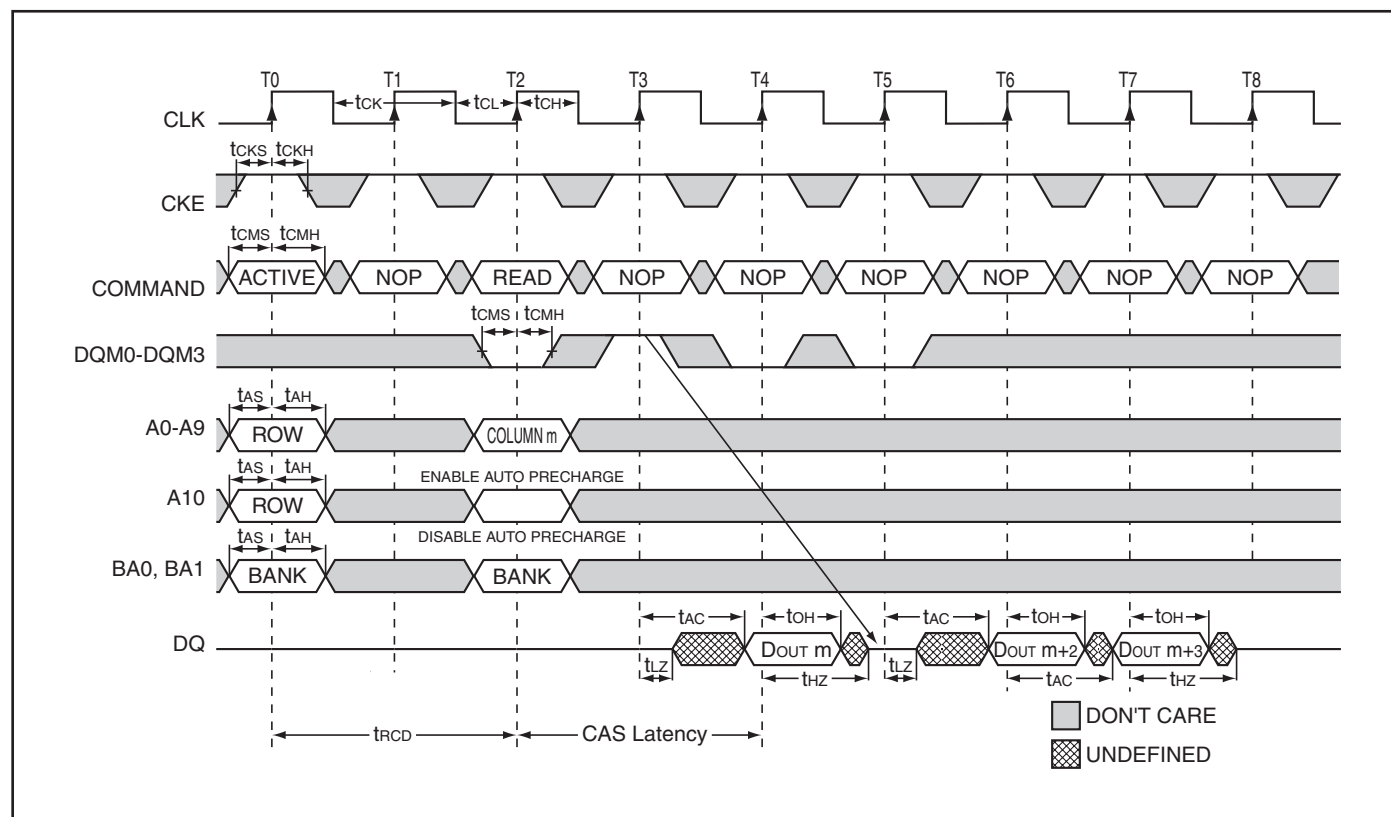 T0 T1 T2 T3 T4 T5 T6 T7 T8
tCK tCL tCH
CLK
tCKS tCKH
CKE
tCMS tCMH
COMMAND ACTIVE NOP READ NOP NOP NOP NOP NOP NOP
tCMS tCMH
DQM0-DQM3
tAS tAH
A0-A9 ROW COLUMN m
tAS tAH ENABLE AUTO PRECHARGE
A10 ROW
tAS tAH DISABLE AUTO PRECHARGE
BA0, BA1 BANK BANK
tAC tOH tAC tOH tOH
DQ DOUT m DOUT m+2 DOUT m+3
tLZ tHZ tLZ tAC tHZ
DON'T CARE
tRCD CAS Latency
UNDEFINED